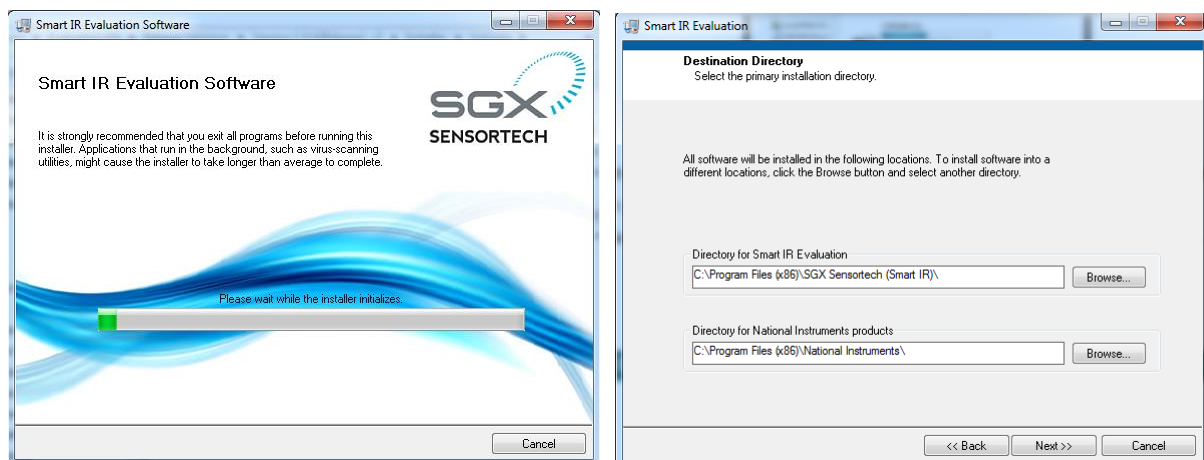 Smart IR Evaluation Software
Smart IR Evaluation Software
SGX
SENSORTECH
It is strongly recommended that you exit all programs before running this
installer. Applications that run in the background, such as virus-scanning
utilities, might cause the installer to take longer than average to complete.
Please wait while the installer initializes.
Cancel
Smart IR Evaluation
Destination Directory
Select the primary installation directory.
All software will be installed in the following locations. To install software into a
different locations, click the Browse button and select another directory.
Directory for Smart IR Evaluation
C:\Program Files (x86)\SGX Sensortech (Smart IR)\
Browse...
Directory for National Instruments products
C:\Program Files (x86)\National Instruments\
Browse...
<< Back
Next >>
Cancel